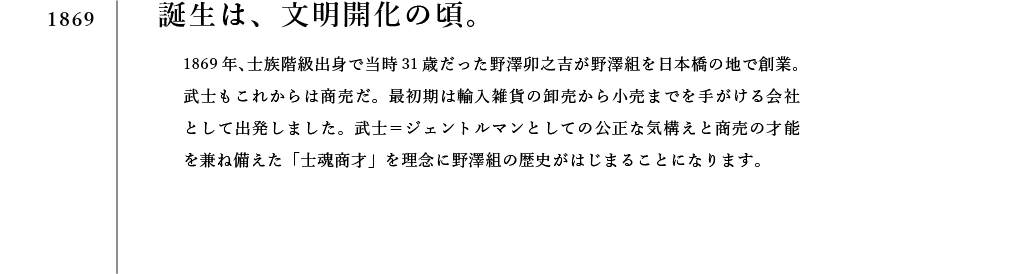 1869
誕生は、文明開化の頃。
1869年、士族階級出身で当時31歳だった野澤卯之吉が野澤組を日本橋の地で創業。
武士もこれからは商売だ。最初期は輸入雑貨の卸売から小売までを手がける会社
として出発しました。武士＝ジェントルマンとしての公正な気構えと商売の才能
を兼ね備えた「士魂商才」を理念に野澤組の歴史がはじまることになります。